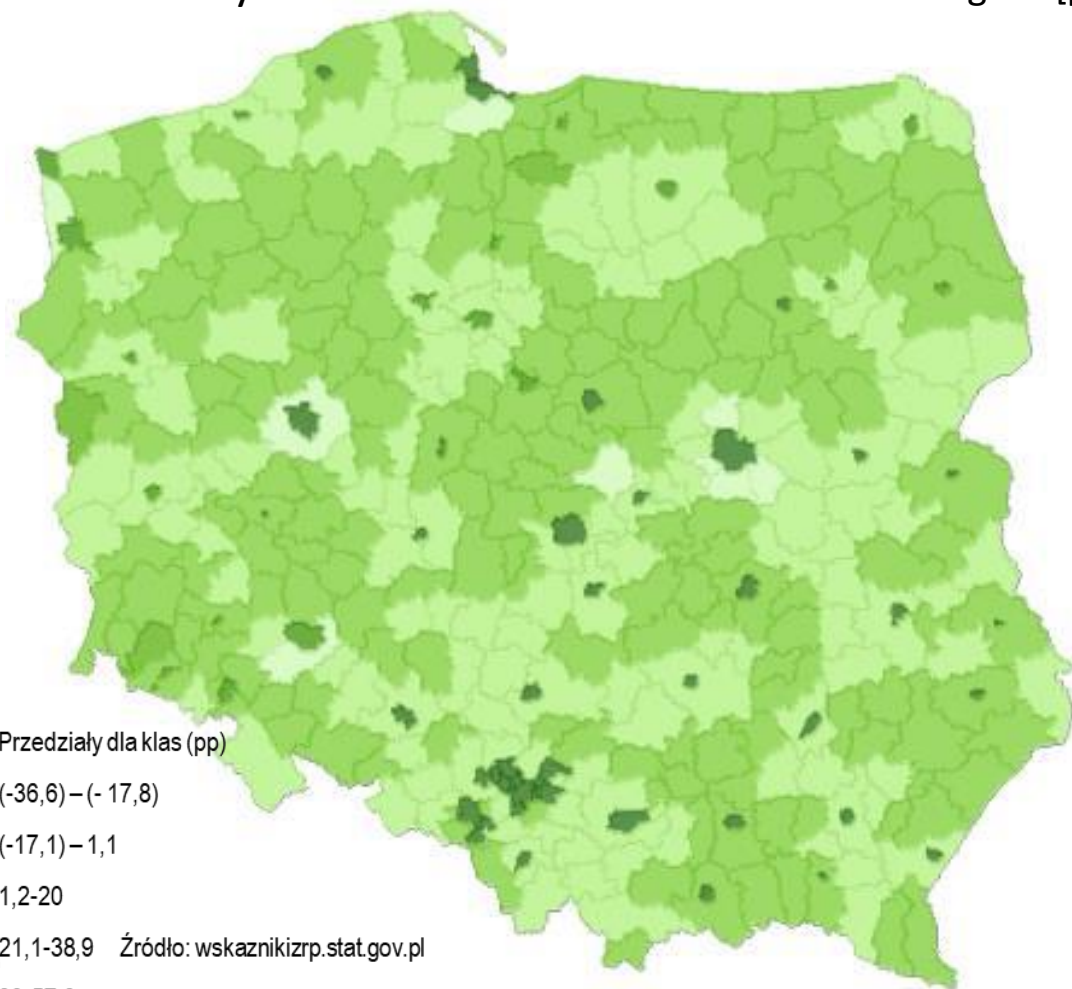 Przedziały dla klas (pp)
(-36,6) – (- 17,8)
(-17,1) – 1,1
1,2-20
21,1-38,9 Źródło: wskaznikizrp.stat.gov.pl